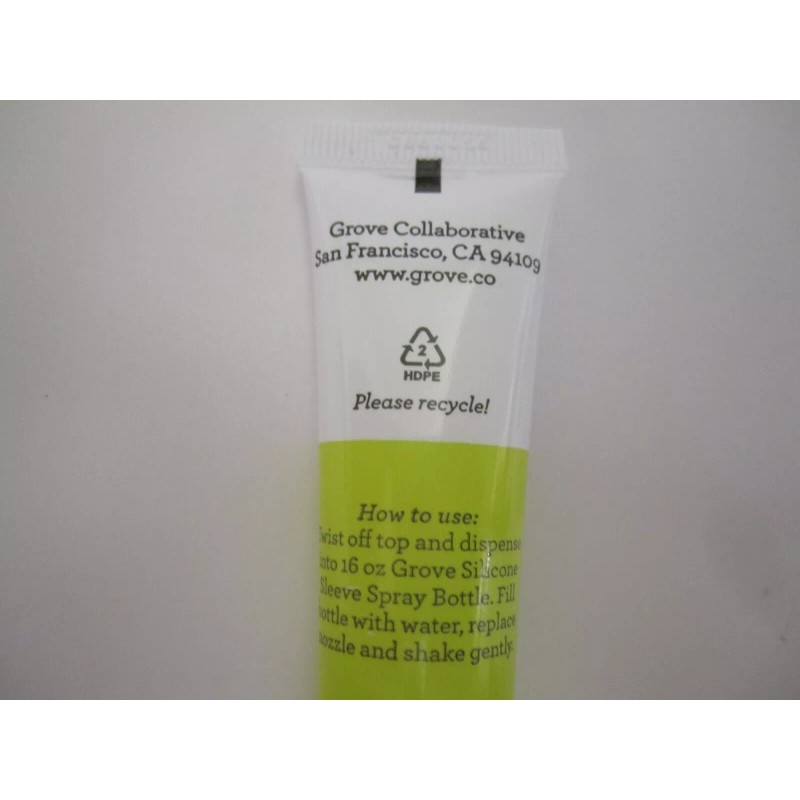 Grove Collaborative
San Francisco, CA 94109
www.grove.co
2
HDPE
Please recycle!
How to use:
Twist off top and dispense
into 16 oz Grove Silicone
Sleeve Spray Bottle. Fill
bottle with water, replace
nozzle and shake gently.